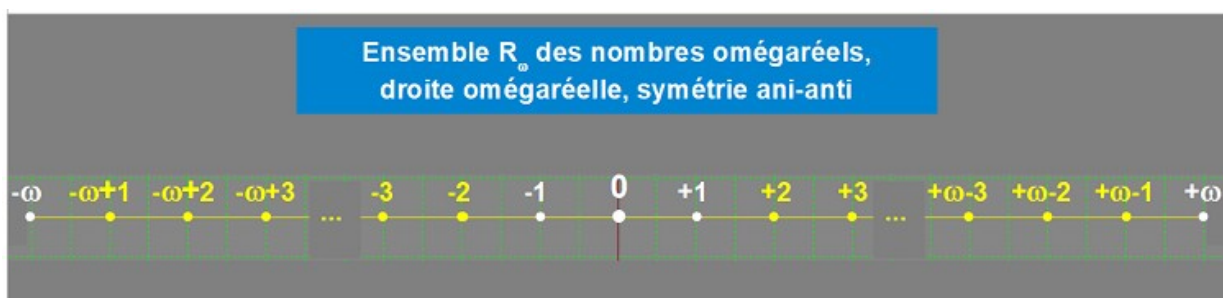 Ensemble Rω des nombres omégaréels,
droite omégaréelle, symétrie ani-anti
-ω -ω+1 -ω+2 -ω+3 ... -3 -2 -1 0 +1 +2 +3 ... +ω-3 +ω-2 +ω-1 +ω